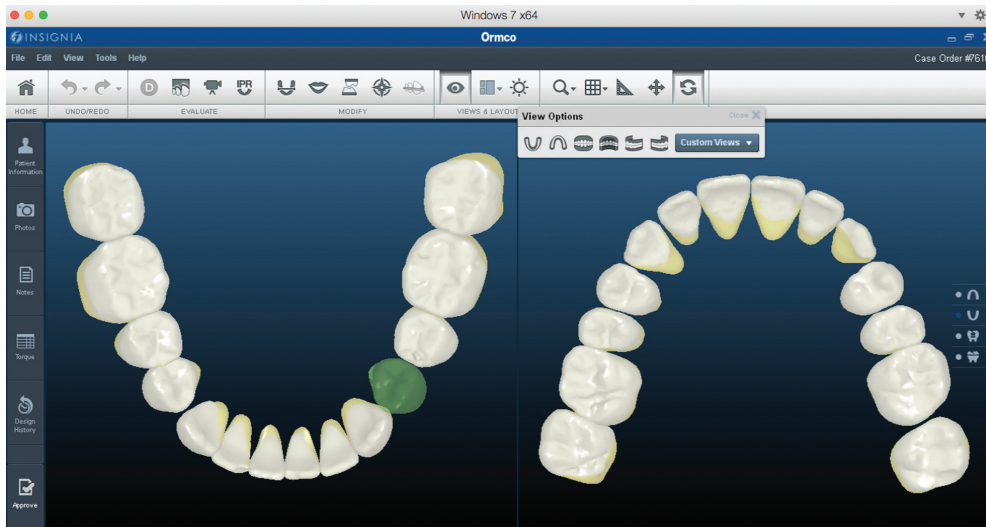 Windows 7 x64
INSIGNIA
Ormco
File Edit View Tools Help
Case Order #761
D
IPR
HOME
UNDO/REDO
EVALUATE
MODIFY
VIEWS & LAYOUT
View Options
Close X
Custom Views
Patient
Information
Photos
Notes
Torque
Design
History
Approve